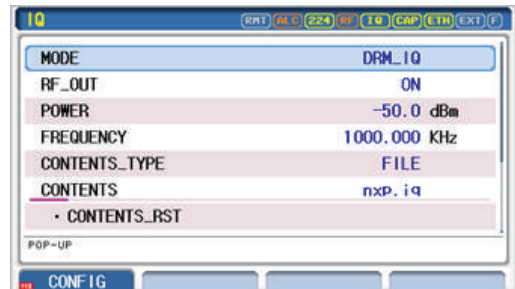 IQ RMT ALC 224 RF IQ CAP ETH EXT F
MODE DRM_IQ
RF_OUT ON
POWER -50.0 dBm
FREQUENCY 1000.000 KHz
CONTENTS_TYPE FILE
CONTENTS nxp.iq
· CONTENTS_RST
POP-UP
CONFIG